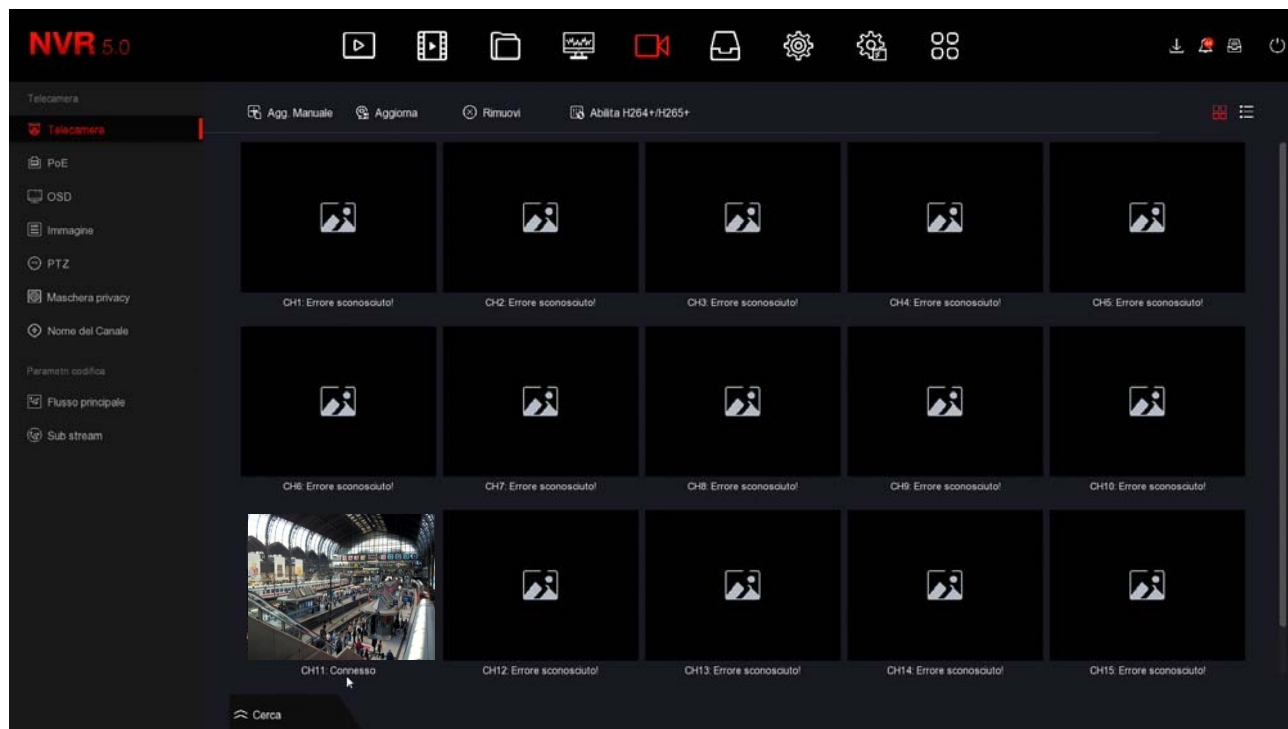 NVR 5.0
Telecamera
Telecamera
PoE
OSD
Immagine
PTZ
Maschera privacy
Nome del Canale
Parametri codifica
Flusso principale
Sub stream
Agg. Manuale Aggiorna Rimuovi Abilita H264+/H265+
CH1: Errore sconosciuto! CH2: Errore sconosciuto! CH3: Errore sconosciuto! CH4: Errore sconosciuto! CH5: Errore sconosciuto!
CH6: Errore sconosciuto! CH7: Errore sconosciuto! CH8: Errore sconosciuto! CH9: Errore sconosciuto! CH10: Errore sconosciuto!
CH11: Connesso CH12: Errore sconosciuto! CH13: Errore sconosciuto! CH14: Errore sconosciuto! CH15: Errore sconosciuto!
Cerca